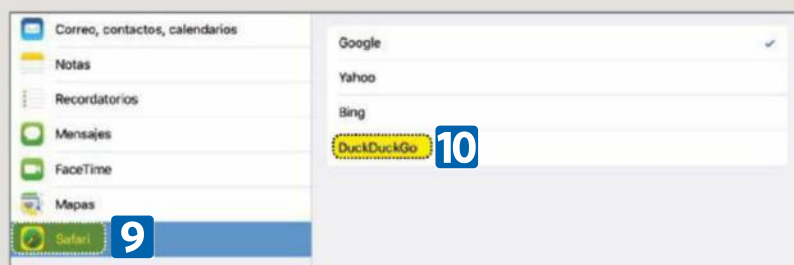 Correo, contactos, calendarios
Notas
Recordatorios
Mensajes
FaceTime
Mapas
Safari
9
Google
Yahoo
Bing
DuckDuckGo
10